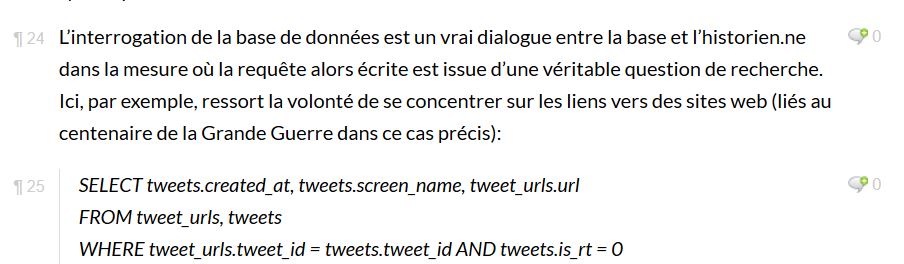 ¶ 24 L’interrogation de la base de données est un vrai dialogue entre la base et l’historien.ne 0
dans la mesure où la requête alors écrite est issue d’une véritable question de recherche.
Ici, par exemple, ressort la volonté de se concentrer sur les liens vers des sites web (liés au
centenaire de la Grande Guerre dans ce cas précis):
¶ 25 SELECT tweets.created_at, tweets.screen_name, tweet_urls.url 0
FROM tweet_urls, tweets
WHERE tweet_urls.tweet_id = tweets.tweet_id AND tweets.is_rt = 0